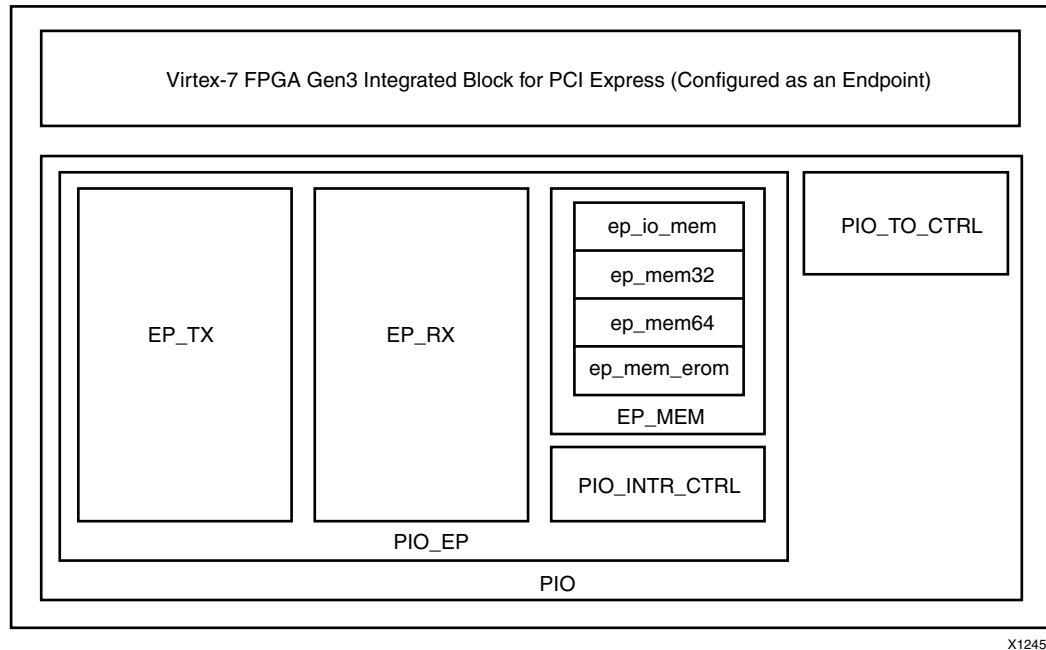 Virtex-7 FPGA Gen3 Integrated Block for PCI Express (Configured as an Endpoint)
EP_TX
EP_RX
ep_io_mem
ep_mem32
ep_mem64
ep_mem_erom
EP_MEM
PIO_INTR_CTRL
PIO_EP
PIO_TO_CTRL
PIO
X1245